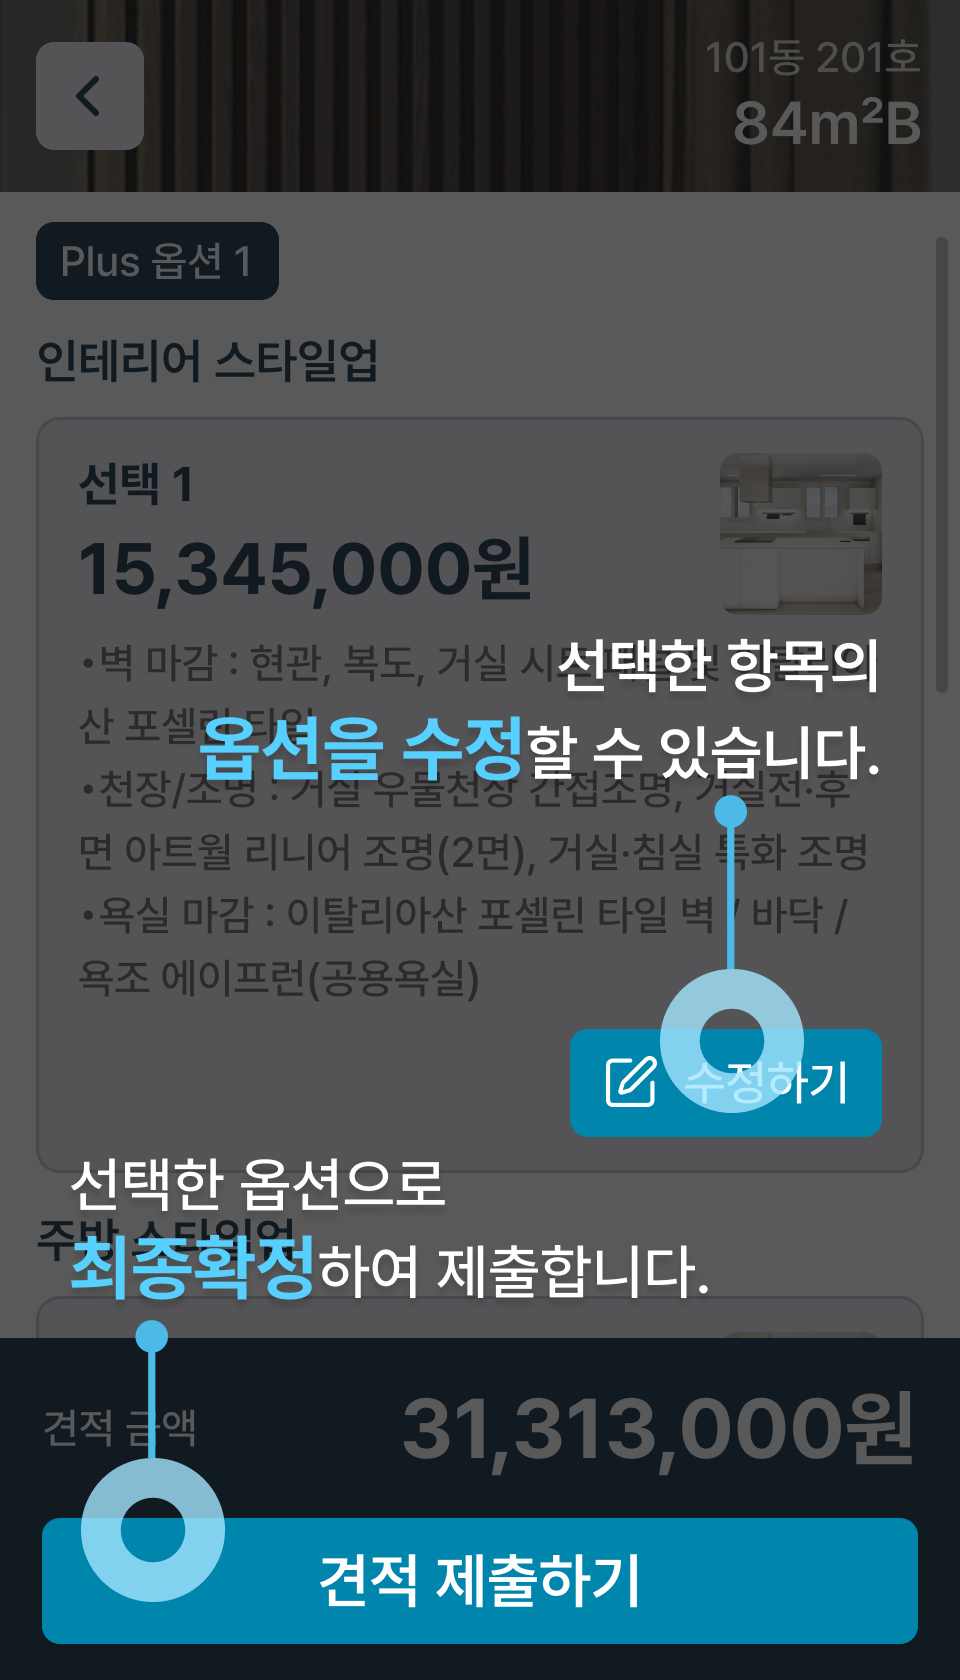 101동 201호
84m²B
Plus 옵션 1
인테리어 스타일업
선택 1
15,345,000원
•벽 마감 : 현관, 복도, 거실
선택한 항목의
산 포셀린 타일
옵션을 수정할 수 있습니다.
•천장/조명 : 거실 우물천장 간접조명, 거실전·후
면 아트월 리니어 조명(2면), 거실·침실 특화 조명
•욕실 마감 : 이탈리아산 포셀린 타일 벽 / 바닥 /
욕조 에이프런(공용욕실)
수정하기
선택한 옵션으로
주방 스타일업
최종확정하여 제출합니다.
견적 금액
31,313,000원
견적 제출하기